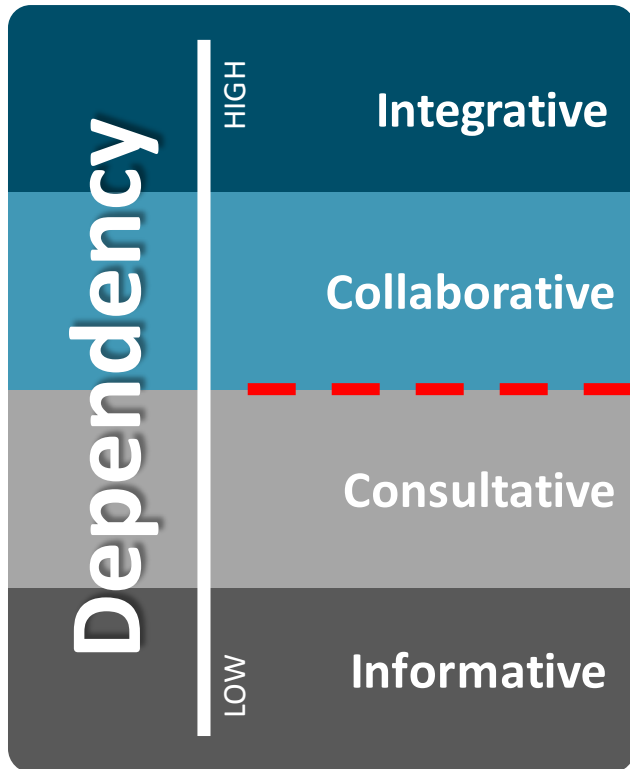 Dependency
HIGH
Integrative
Collaborative
Consultative
LOW
Informative